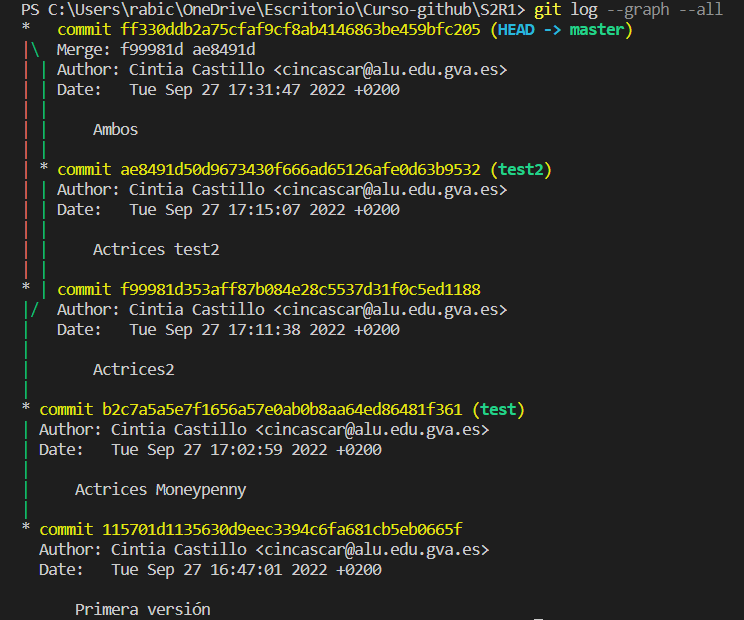 PS C:\Users\rabic\OneDrive\Escritorio\Curso-github\S2R1> git log --graph --all
*   commit ff330ddb2a75cfaf9cf8ab4146863be459bfc205 (HEAD -> master)
|\  Merge: f99981d ae8491d
| | Author: Cintia Castillo <cincascar@alu.edu.gva.es>
| | Date:   Tue Sep 27 17:31:47 2022 +0200
| |
| |     Ambos
| |
| * commit ae8491d50d9673430f666ad65126afe0d63b9532 (test2)
| | Author: Cintia Castillo <cincascar@alu.edu.gva.es>
| | Date:   Tue Sep 27 17:15:07 2022 +0200
| |
| |     Actrices test2
| |
* | commit f99981d353aff87b084e28c5537d31f0c5ed1188
|/  Author: Cintia Castillo <cincascar@alu.edu.gva.es>
|   Date:   Tue Sep 27 17:11:38 2022 +0200
|
|       Actrices2
|
* commit b2c7a5a5e7f1656a57e0ab0b8aa64ed86481f361 (test)
| Author: Cintia Castillo <cincascar@alu.edu.gva.es>
| Date:   Tue Sep 27 17:02:59 2022 +0200
|
|     Actrices Moneypenny
|
* commit 115701d1135630d9eec3394c6fa681cb5eb0665f
  Author: Cintia Castillo <cincascar@alu.edu.gva.es>
  Date:   Tue Sep 27 16:47:01 2022 +0200

      Primera versión